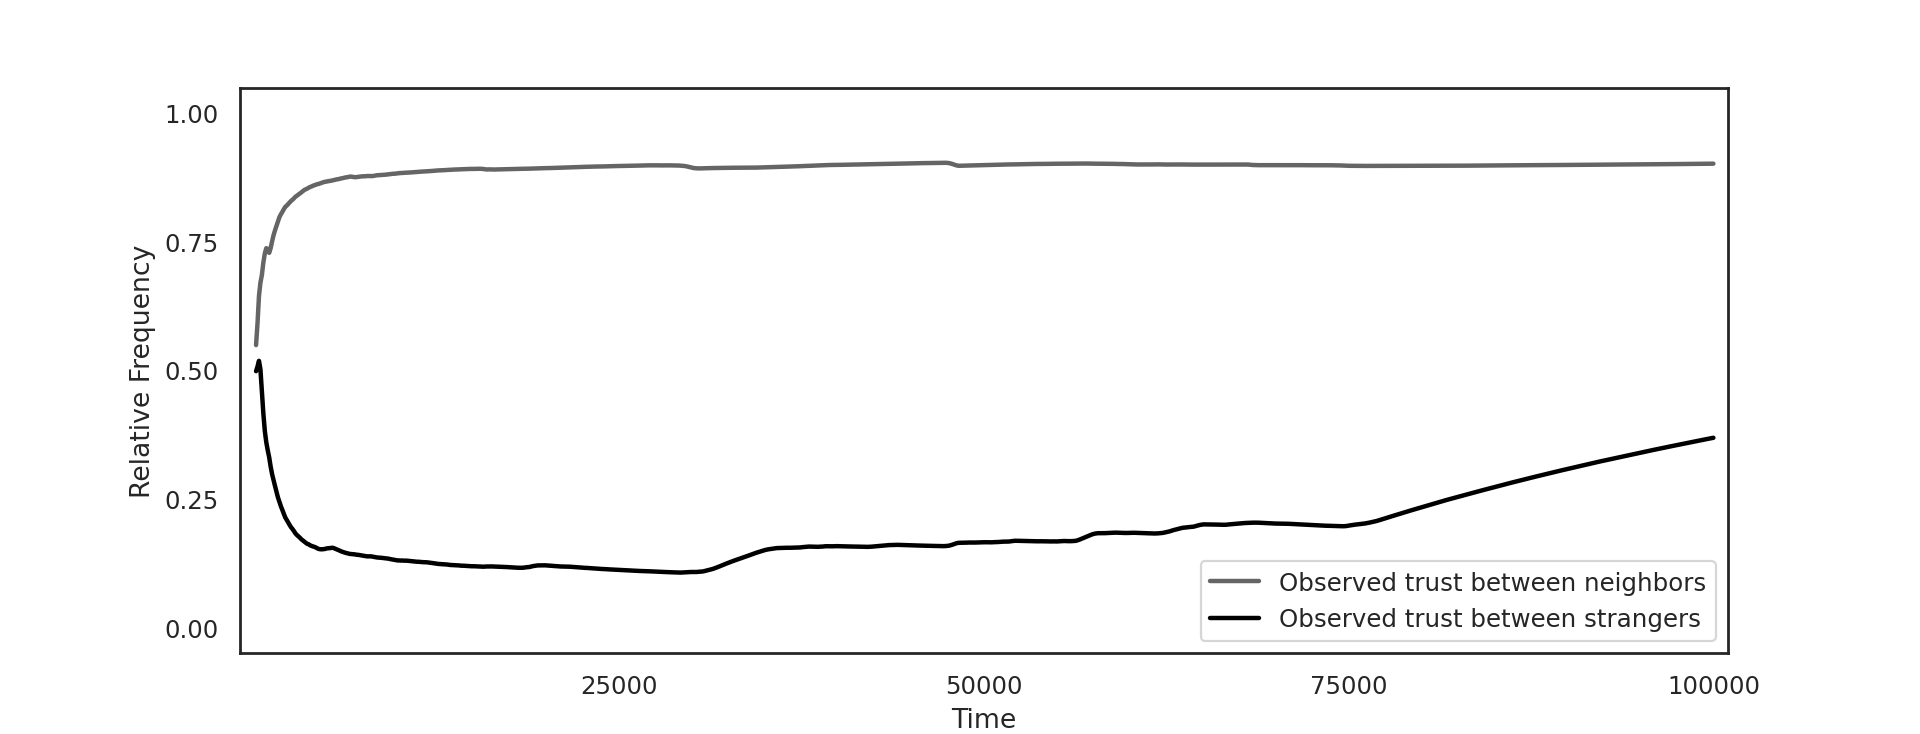 1.00
0.75
0.50
0.25
0.00
Relative Frequency
Observed trust between neighbors
Observed trust between strangers
25000 50000 75000 100000
Time